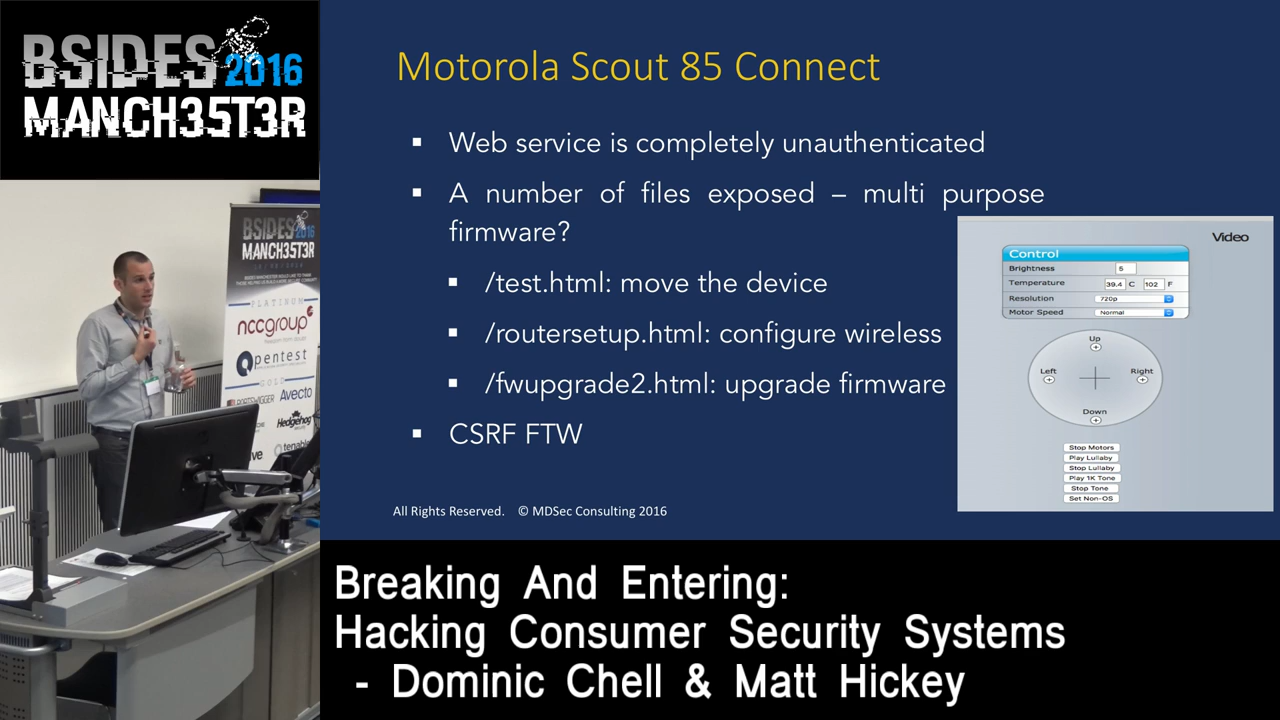 BSIDES 2016
MANCH35T3R
BSIDES 2016
MANCH35T3R
PLATINUM
nccgroup
pentest
GOLD
PORTSWIGGER
Avecto
Hedgehog
tenable
Motorola Scout 85 Connect
▪ Web service is completely unauthenticated
▪ A number of files exposed – multi purpose
firmware?
▪ /test.html: move the device
▪ /routersetup.html: configure wireless
▪ /fwupgrade2.html: upgrade firmware
▪ CSRF FTW
All Rights Reserved. © MDSec Consulting 2016
Video
Control
Brightness 5
Temperature 39.4 C 102 F
Resolution 720p
Motor Speed Normal
Up
Left Right
Down
Stop Motors
Play Lullaby
Stop Lullaby
Play 1K Tone
Stop Tone
Set Non-OS
Breaking And Entering:
Hacking Consumer Security Systems
- Dominic Chell & Matt Hickey